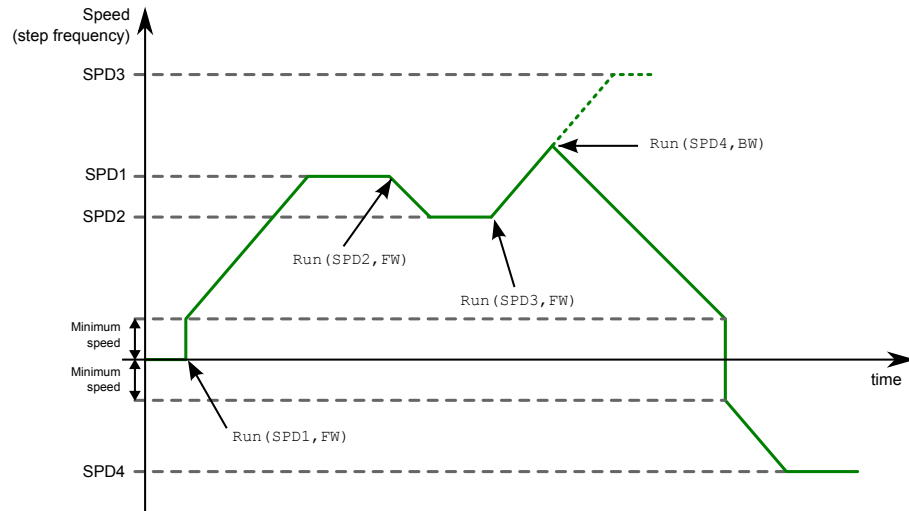 Speed
(step frequency)
SPD3
Run(SPD4,BW)
SPD1
SPD2
Run(SPD2,FW)
Run(SPD3,FW)
Minimum
speed
Minimum
speed
time
Run(SPD1,FW)
SPD4